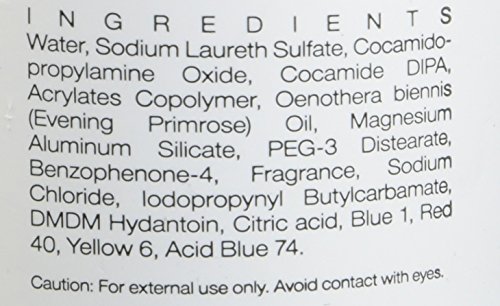 INGREDIENTS
Water, Sodium Laureth Sulfate, Cocamido-
propylamine Oxide, Cocamide DIPA,
Acrylates Copolymer, Oenothera biennis
(Evening Primrose) Oil, Magnesium
Aluminum Silicate, PEG-3 Distearate,
Benzophenone-4, Fragrance, Sodium
Chloride, Iodopropynyl Butylcarbamate,
DMDM Hydantoin, Citric acid, Blue 1, Red
40, Yellow 6, Acid Blue 74.
Caution: For external use only. Avoid contact with eyes.